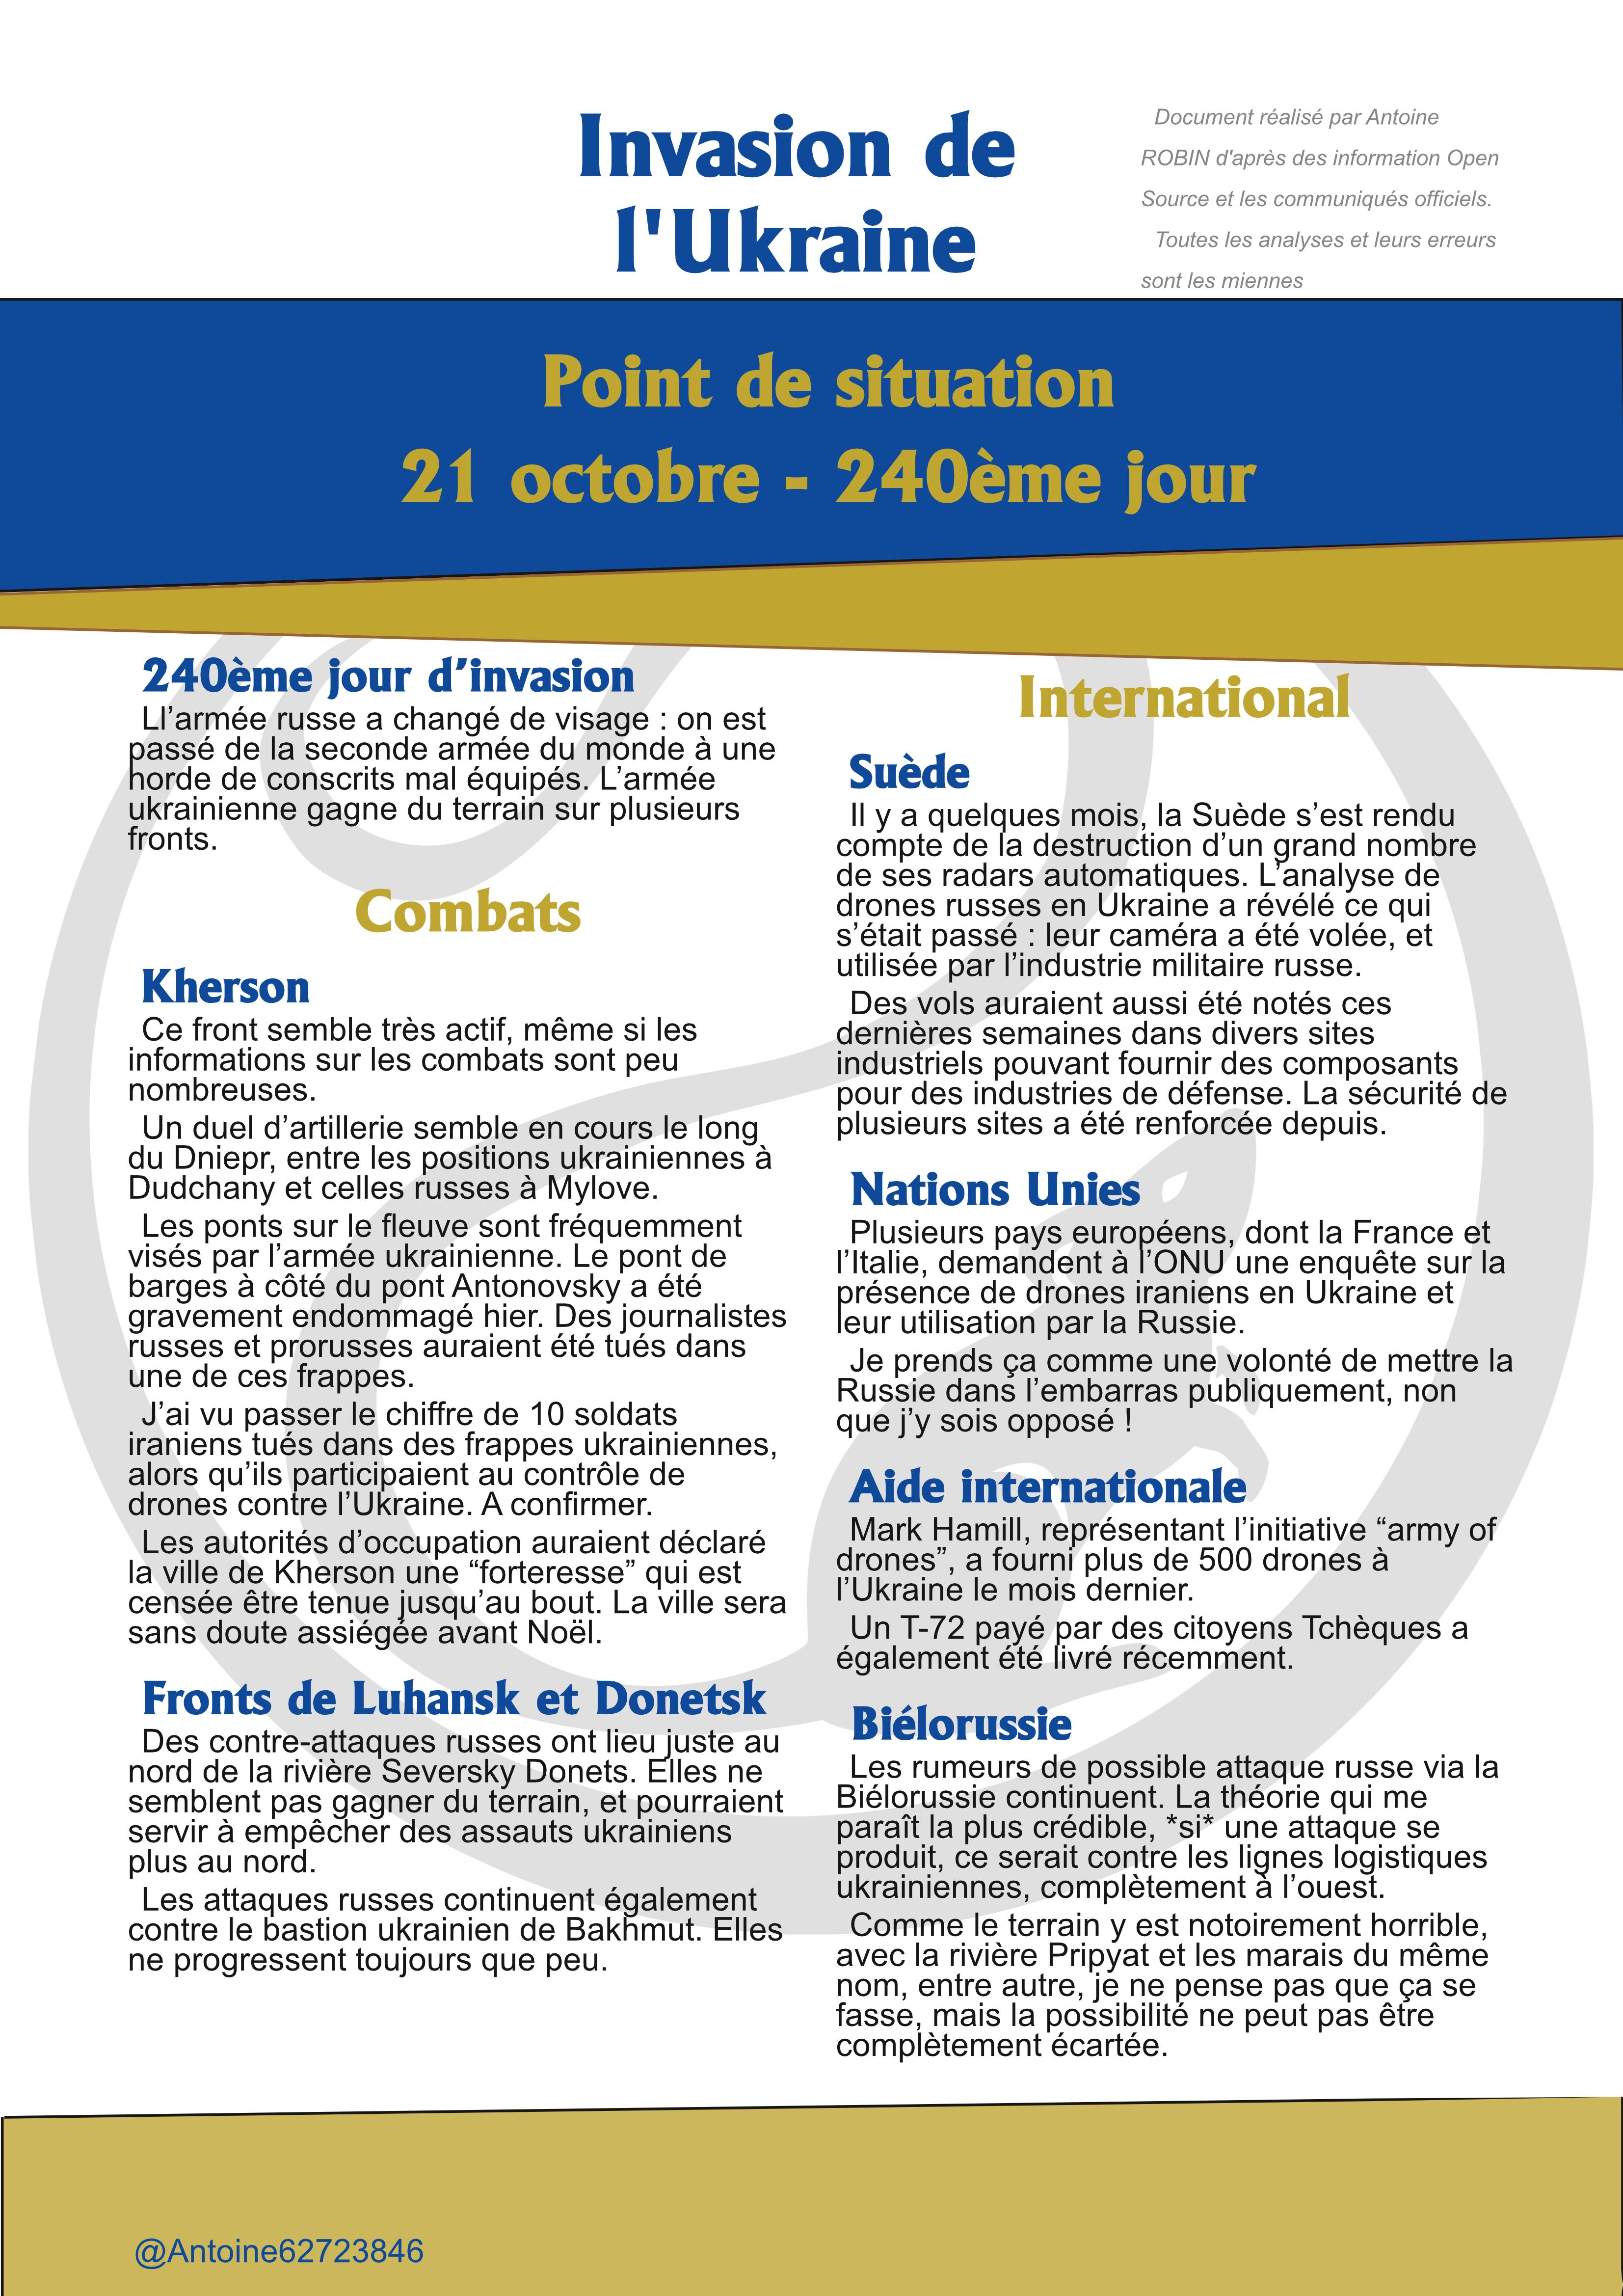 Invasion de
l'Ukraine
Document réalisé par Antoine
ROBIN d'après des information Open
Source et les communiqués officiels.
Toutes les analyses et leurs erreurs
sont les miennes
Point de situation
21 octobre - 240ème jour
240ème jour d’invasion
Ll’armée russe a changé de visage : on est
passé de la seconde armée du monde à une
horde de conscrits mal équipés. L’armée
ukrainienne gagne du terrain sur plusieurs
fronts.
Combats
Kherson
Ce front semble très actif, même si les
informations sur les combats sont peu
nombreuses.
Un duel d’artillerie semble en cours le long
du Dniepr, entre les positions ukrainiennes à
Dudchany et celles russes à Mylove.
Les ponts sur le fleuve sont fréquemment
visés par l’armée ukrainienne. Le pont de
barges à côté du pont Antonovsky a été
gravement endommagé hier. Des journalistes
russes et prorusses auraient été tués dans
une de ces frappes.
J’ai vu passer le chiffre de 10 soldats
iraniens tués dans des frappes ukrainiennes,
alors qu’ils participaient au contrôle de
drones contre l’Ukraine. A confirmer.
Les autorités d’occupation auraient déclaré
la ville de Kherson une “forteresse” qui est
censée être tenue jusqu’au bout. La ville sera
sans doute assiégée avant Noël.
Fronts de Luhansk et Donetsk
Des contre-attaques russes ont lieu juste au
nord de la rivière Seversky Donets. Elles ne
semblent pas gagner du terrain, et pourraient
servir à empêcher des assauts ukrainiens
plus au nord.
Les attaques russes continuent également
contre le bastion ukrainien de Bakhmut. Elles
ne progressent toujours que peu.
International
Suède
Il y a quelques mois, la Suède s’est rendu
compte de la destruction d’un grand nombre
de ses radars automatiques. L’analyse de
drones russes en Ukraine a révélé ce qui
s’était passé : leur caméra a été volée, et
utilisée par l’industrie militaire russe.
Des vols auraient aussi été notés ces
dernières semaines dans divers sites
industriels pouvant fournir des composants
pour des industries de défense. La sécurité de
plusieurs sites a été renforcée depuis.
Nations Unies
Plusieurs pays européens, dont la France et
l’Italie, demandent à l’ONU une enquête sur la
présence de drones iraniens en Ukraine et
leur utilisation par la Russie.
Je prends ça comme une volonté de mettre la
Russie dans l’embarras publiquement, non
que j’y sois opposé !
Aide internationale
Mark Hamill, représentant l’initiative “army of
drones”, a fourni plus de 500 drones à
l’Ukraine le mois dernier.
Un T-72 payé par des citoyens Tchèques a
également été livré récemment.
Biélorussie
Les rumeurs de possible attaque russe via la
Biélorussie continuent. La théorie qui me
paraît la plus crédible, *si* une attaque se
produit, ce serait contre les lignes logistiques
ukrainiennes, complètement à l’ouest.
Comme le terrain y est notoirement horrible,
avec la rivière Pripyat et les marais du même
nom, entre autre, je ne pense pas que ça se
fasse, mais la possibilité ne peut pas être
complètement écartée.
@Antoine62723846